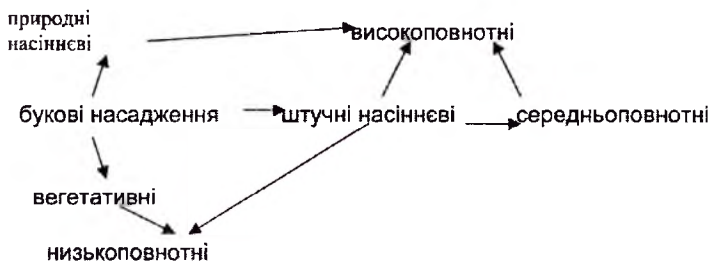 природні
насіннєві
високоповнотні
букові насадження
штучні насіннєві
середньоповнотні
вегетативні
низькоповнотні